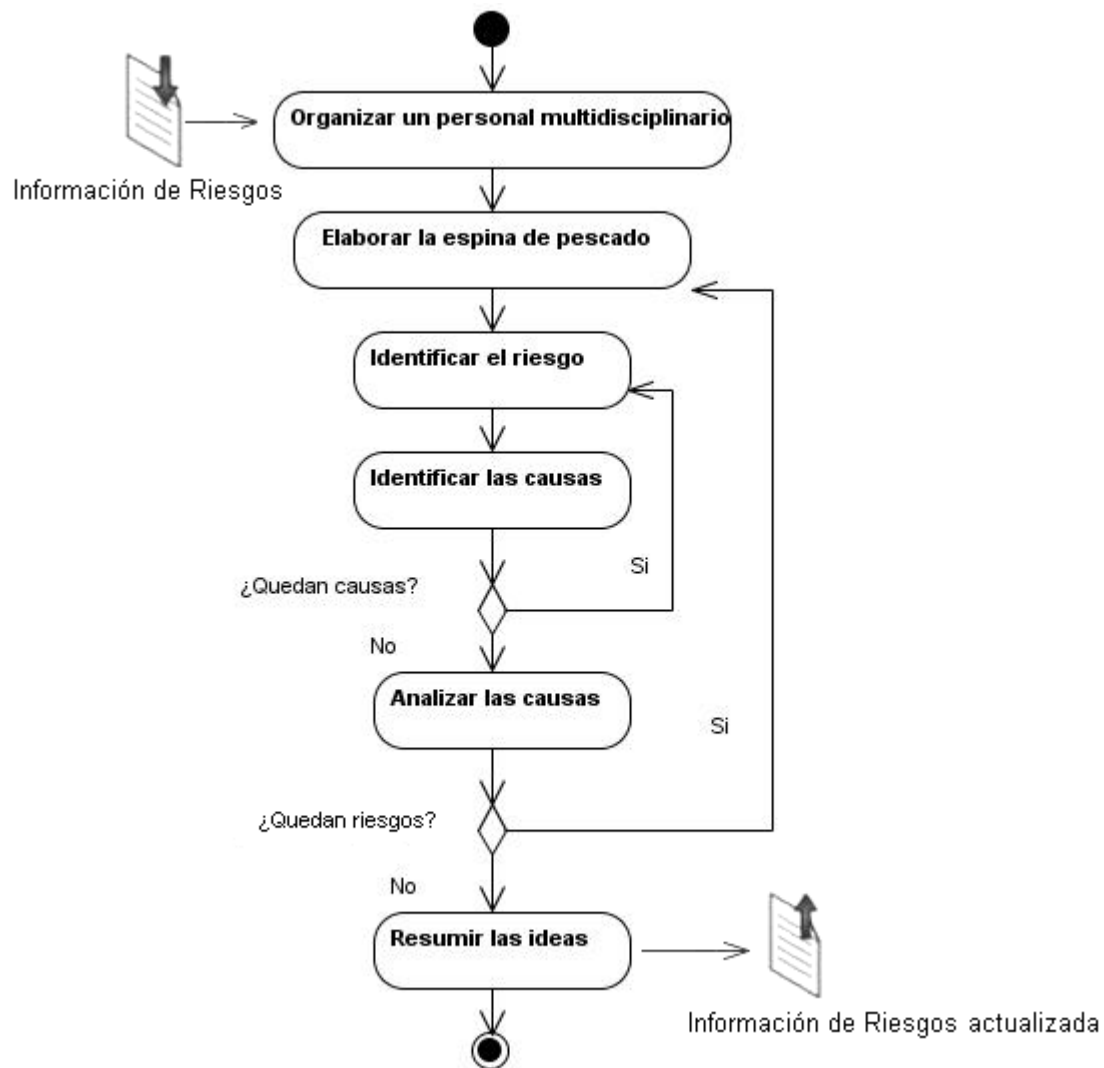 Organizar un personal multidisciplinario
Información de Riesgos
Elaborar la espina de pescado
Identificar el riesgo
Identificar las causas
Si
¿Quedan causas?
No
Analizar las causas
Si
¿Quedan riesgos?
No
Resumir las ideas
Información de Riesgos actualizada